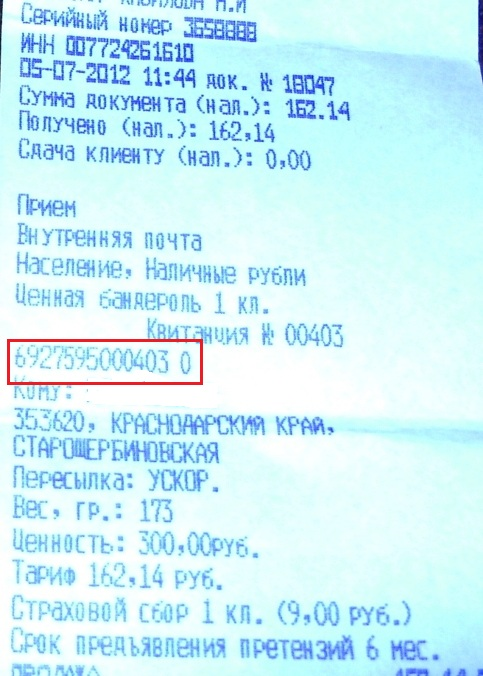 Серийный номер 3658888
ИНН 007724261610
05-07-2012 11:44 док. № 18047
Сумма документа (нал.): 162.14
Получено (нал.): 162,14
Сдача клиенту (нал.): 0,00
Прием
Внутренняя почта
Население, Наличные рубли
Ценная бандероль 1 кл.
Квитанция № 00403
6927595000403 0
Кому:
353620, КРАСНОДАРСКИЙ КРАЙ,
СТАРОЩЕРБИНОВСКАЯ
Пересылка: УСКОР.
Вес, гр.: 173
Ценность: 300,00руб.
Тариф 162,14 руб.
Страховой сбор 1 кл. (9,00 руб.)
Срок предъявления претензий 6 мес.